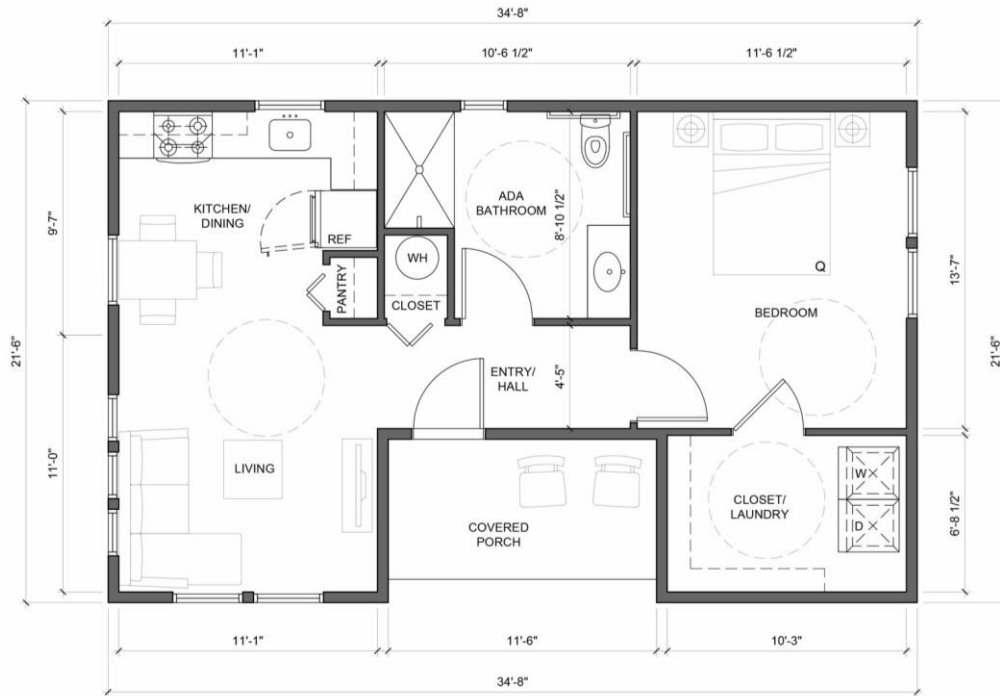 34'-8"
11'-1"
10'-6 1/2"
11'-6 1/2"
9'-7"
21'-6"
11'-0"
KITCHEN/
DINING
REF
PANTRY
WH
CLOSET
ADA
BATHROOM
8'-10 1/2"
Q
BEDROOM
13'-7"
21'-6"
ENTRY/
HALL
4'-5"
LIVING
COVERED
PORCH
CLOSET/
LAUNDRY
W
D
6'-8 1/2"
11'-1"
11'-6"
10'-3"
34'-8"